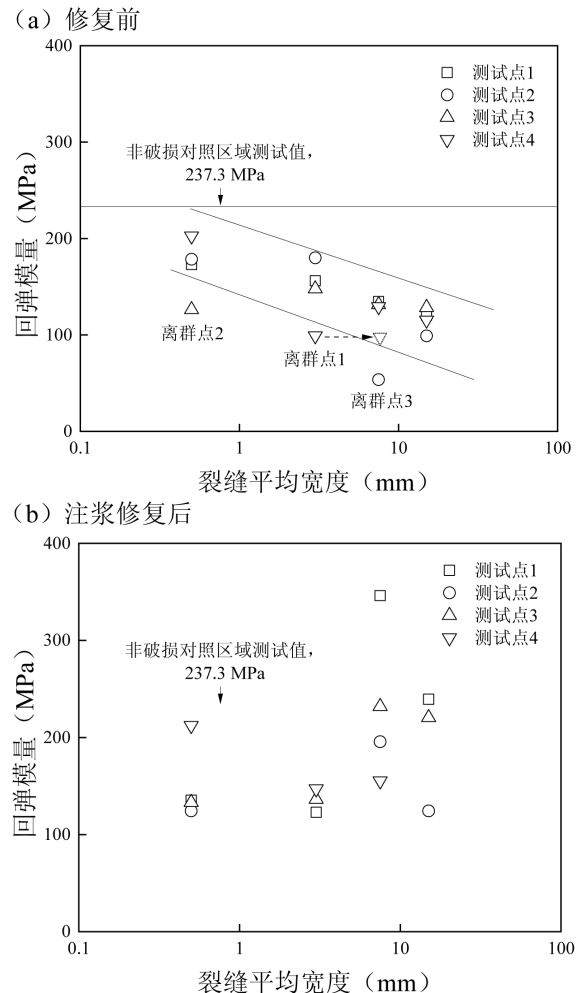 （a）修复前
400
300
200
100
0
回弹模量（MPa）
测试点1
测试点2
测试点3
测试点4
非破损对照区域测试值，
237.3 MPa
离群点2
离群点1
离群点3
0.1
1
10
100
裂缝平均宽度（mm）
（b）注浆修复后
400
300
200
100
0
回弹模量（MPa）
测试点1
测试点2
测试点3
测试点4
非破损对照区域测试值，
237.3 MPa
0.1
1
10
100
裂缝平均宽度（mm）